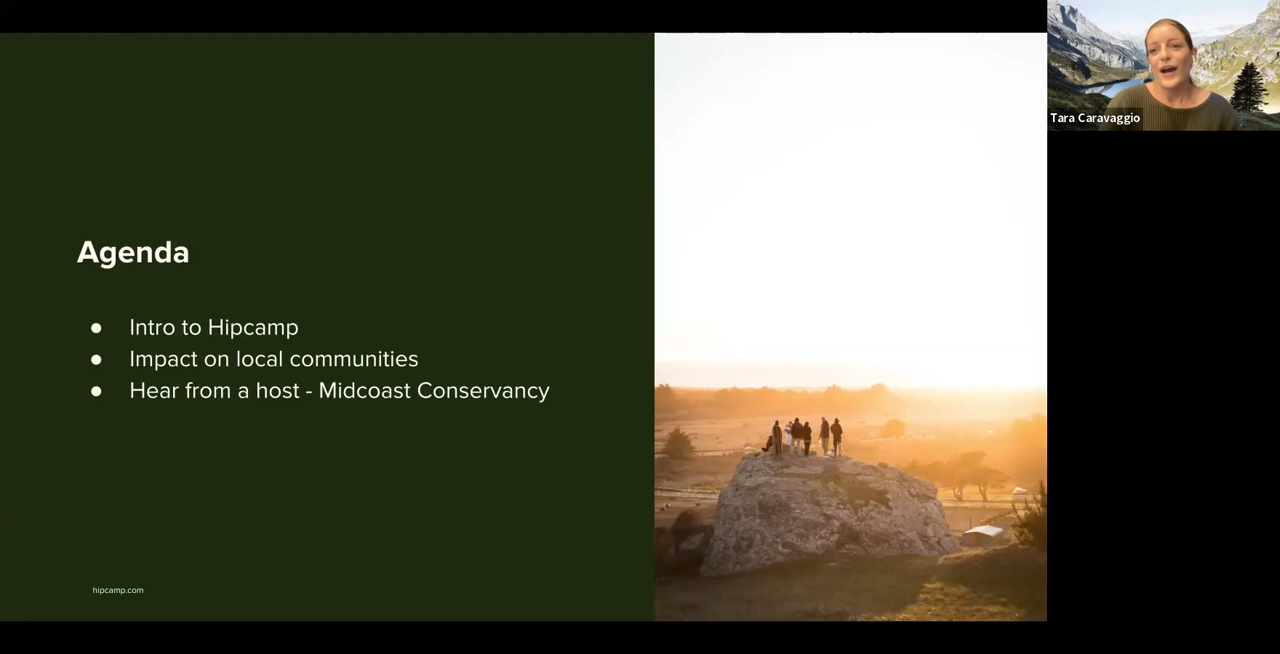 Agenda
● Intro to Hipcamp
● Impact on local communities
● Hear from a host - Midcoast Conservancy
hipcamp.com
Tara Caravaggio